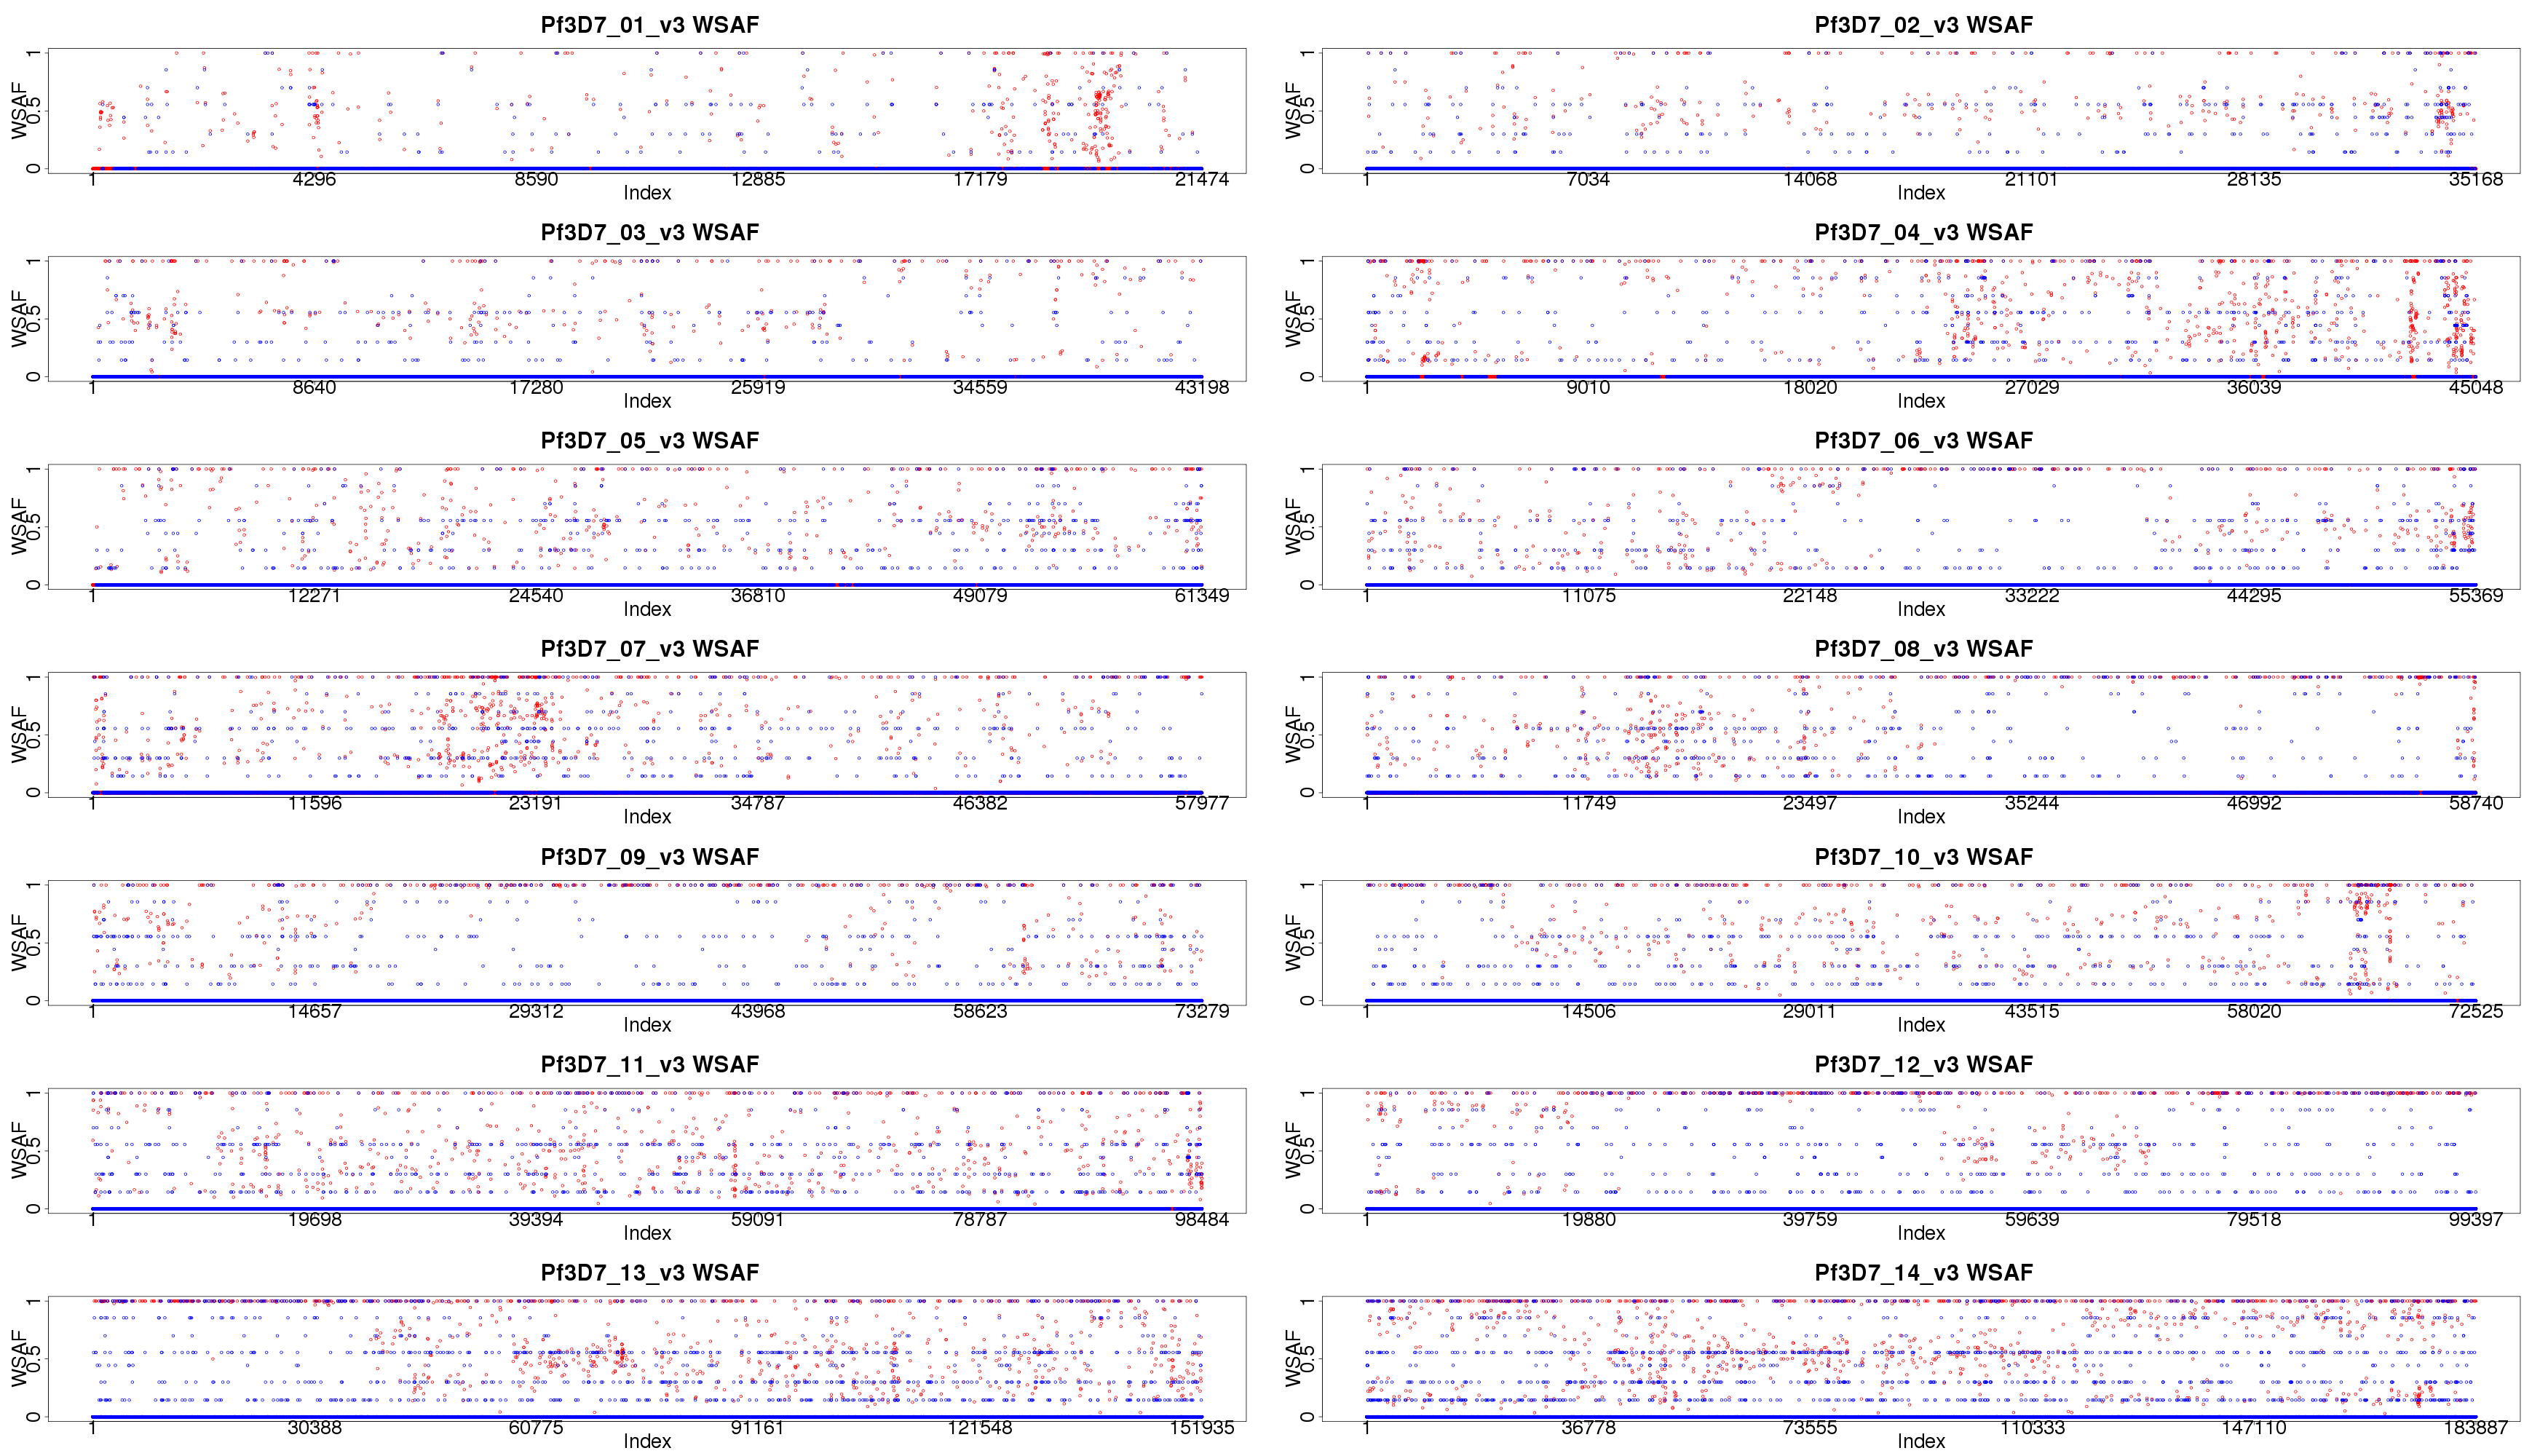 Pf3D7_01_v3 WSAF
WSAF
0 0.5 1
1 4296 8590 12885 17179 21474
Index
Pf3D7_02_v3 WSAF
WSAF
0 0.5 1
1 7034 14068 21101 28135 35168
Index
Pf3D7_03_v3 WSAF
WSAF
0 0.5 1
1 8640 17280 25919 34559 43198
Index
Pf3D7_04_v3 WSAF
WSAF
0 0.5 1
1 9010 18020 27029 36039 45048
Index
Pf3D7_05_v3 WSAF
WSAF
0 0.5 1
1 12271 24540 36810 49079 61349
Index
Pf3D7_06_v3 WSAF
WSAF
0 0.5 1
1 11075 22148 33222 44295 55369
Index
Pf3D7_07_v3 WSAF
WSAF
0 0.5 1
1 11596 23191 34787 46382 57977
Index
Pf3D7_08_v3 WSAF
WSAF
0 0.5 1
1 11749 23497 35244 46992 58740
Index
Pf3D7_09_v3 WSAF
WSAF
0 0.5 1
1 14657 29312 43968 58623 73279
Index
Pf3D7_10_v3 WSAF
WSAF
0 0.5 1
1 14506 29011 43515 58020 72525
Index
Pf3D7_11_v3 WSAF
WSAF
0 0.5 1
1 19698 39394 59091 78787 98484
Index
Pf3D7_12_v3 WSAF
WSAF
0 0.5 1
1 19880 39759 59639 79518 99397
Index
Pf3D7_13_v3 WSAF
WSAF
0 0.5 1
1 30388 60775 91161 121548 151935
Index
Pf3D7_14_v3 WSAF
WSAF
0 0.5 1
1 36778 73555 110333 147110 183887
Index